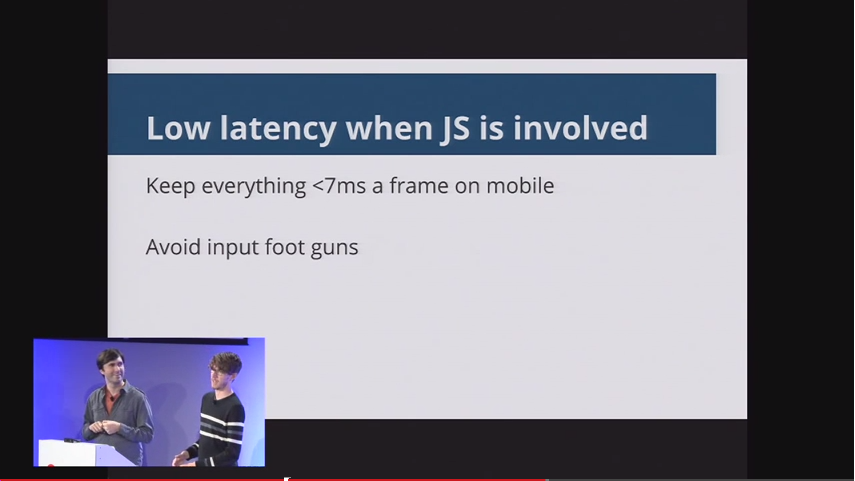 Low latency when JS is involved
Keep everything <7ms a frame on mobile
Avoid input foot guns